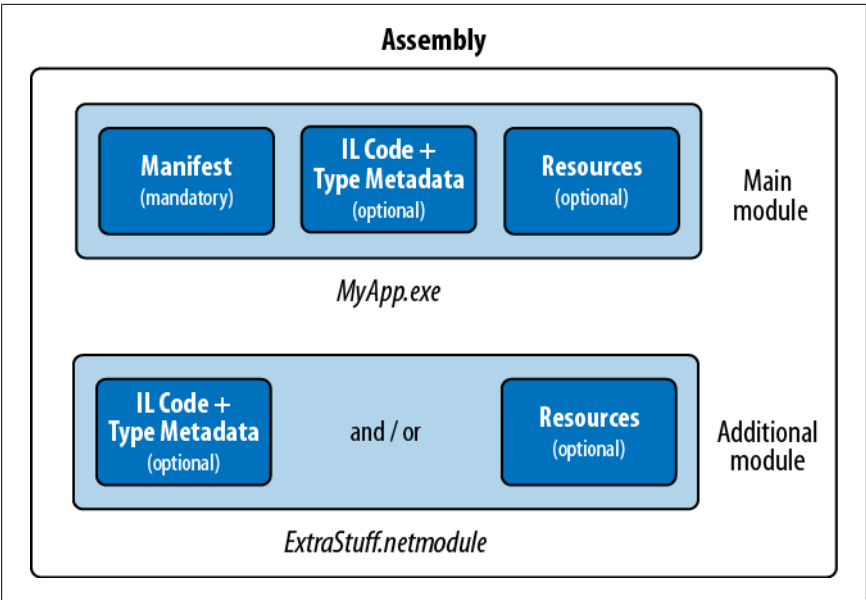 Assembly
Manifest
(mandatory)
IL Code +
Type Metadata
(optional)
Resources
(optional)
Main
module
MyApp.exe
IL Code +
Type Metadata
(optional)
and / or
Resources
(optional)
Additional
module
ExtraStuff.netmodule